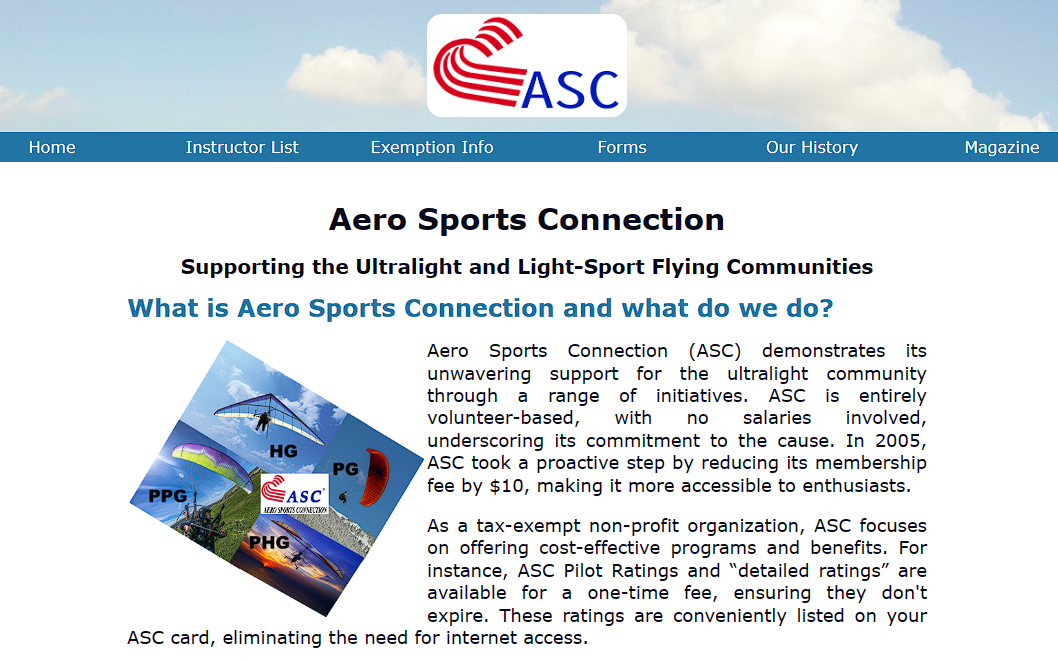 ASC
Home Instructor List Exemption Info Forms Our History Magazine
Aero Sports Connection
Supporting the Ultralight and Light-Sport Flying Communities
What is Aero Sports Connection and what do we do?
HG
PG
PPG
ASC
AERO SPORTS CONNECTION
PHG
Aero Sports Connection (ASC) demonstrates its
unwavering support for the ultralight community
through a range of initiatives. ASC is entirely
volunteer-based, with no salaries involved,
underscoring its commitment to the cause. In 2005,
ASC took a proactive step by reducing its membership
fee by $10, making it more accessible to enthusiasts.
As a tax-exempt non-profit organization, ASC focuses
on offering cost-effective programs and benefits. For
instance, ASC Pilot Ratings and “detailed ratings” are
available for a one-time fee, ensuring they don't
expire. These ratings are conveniently listed on your
ASC card, eliminating the need for internet access.